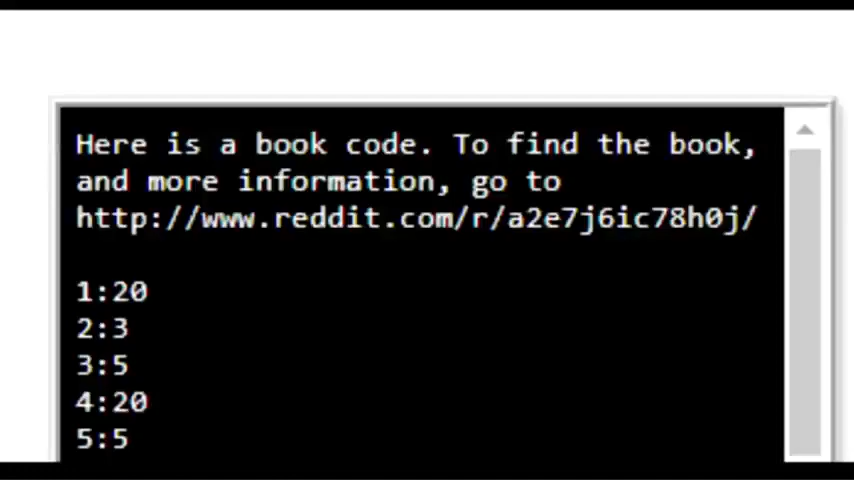 Here is a book code. To find the book,
and more information, go to
http://www.reddit.com/r/a2e7j6ic78h0j/
1:20
2:3
3:5
4:20
5:5